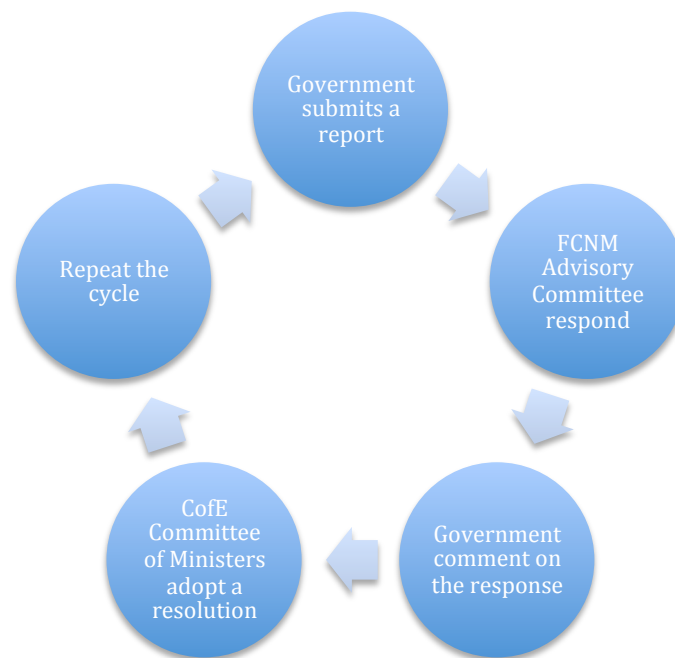 Government
submits a
report
FCNM
Advisory
Committee
respond
Government
comment on
the response
CofE
Committee
of Ministers
adopt a
resolution
Repeat the
cycle